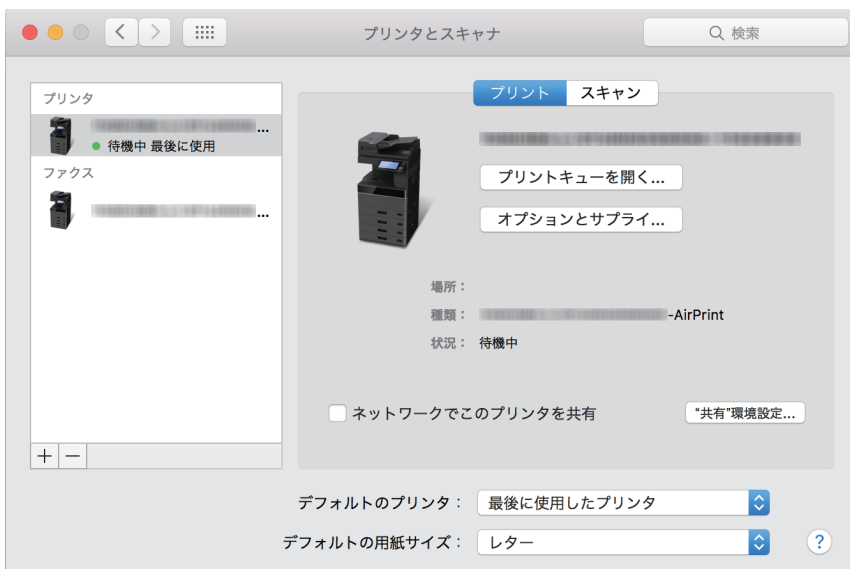 プリンタとスキャナ
検索
プリンタ
...
待機中 最後に使用
ファクス
...
プリント スキャン
プリントキューを開く...
オプションとサプライ...
場所：
種類： -AirPrint
状況： 待機中
ネットワークでこのプリンタを共有
"共有"環境設定...
+ −
デフォルトのプリンタ： 最後に使用したプリンタ
デフォルトの用紙サイズ： レター
?